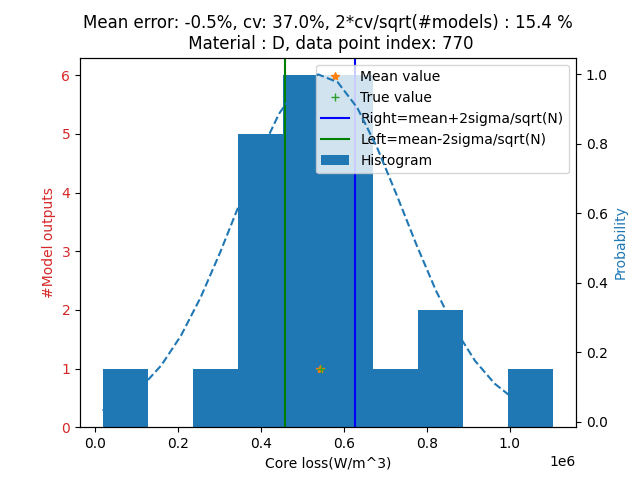 Mean error: -0.5%, cv: 37.0%, 2*cv/sqrt(#models) : 15.4 %
Material : D, data point index: 770
Mean value
True value
Right=mean+2sigma/sqrt(N)
Left=mean-2sigma/sqrt(N)
Histogram
#Model outputs
6
5
4
3
2
1
0
Probability
1.0
0.8
0.6
0.4
0.2
0.0
0.0 0.2 0.4 0.6 0.8 1.0
1e6
Core loss(W/m^3)